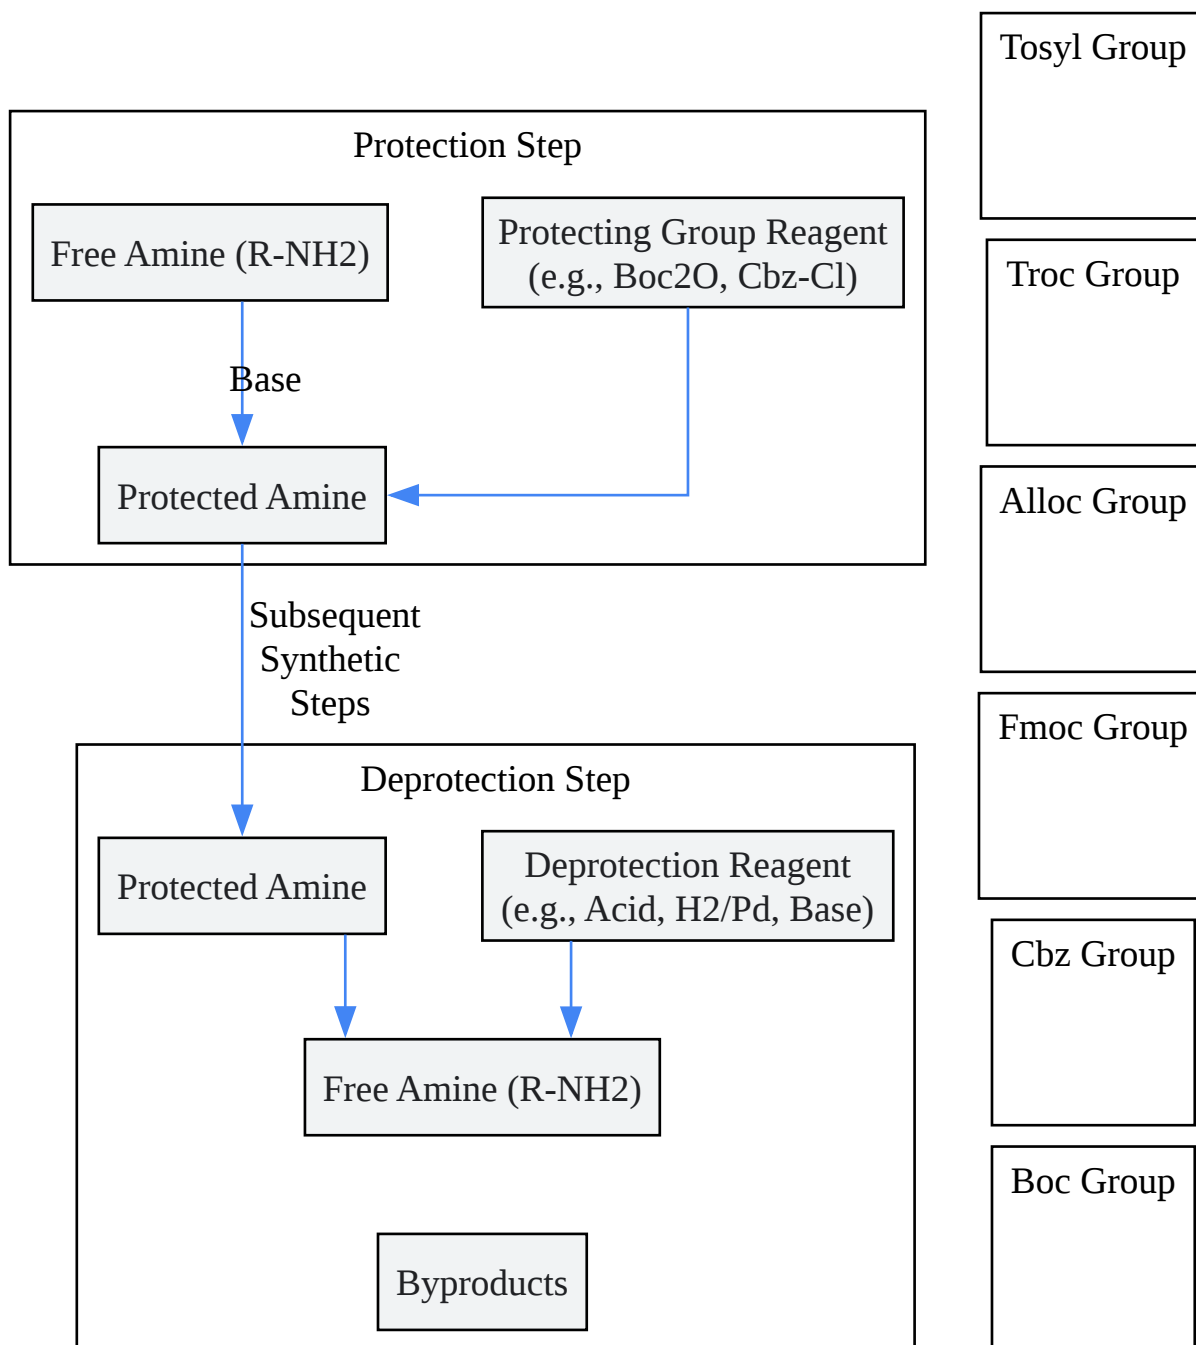 Protection Step
Free Amine (R-NH2)
Protecting Group Reagent
(e.g., Boc2O, Cbz-Cl)
Base
Protected Amine
Subsequent
Synthetic
Steps
Deprotection Step
Protected Amine
Deprotection Reagent
(e.g., Acid, H2/Pd, Base)
Free Amine (R-NH2)
Byproducts
Tosyl Group
Troc Group
Alloc Group
Fmoc Group
Cbz Group
Boc Group